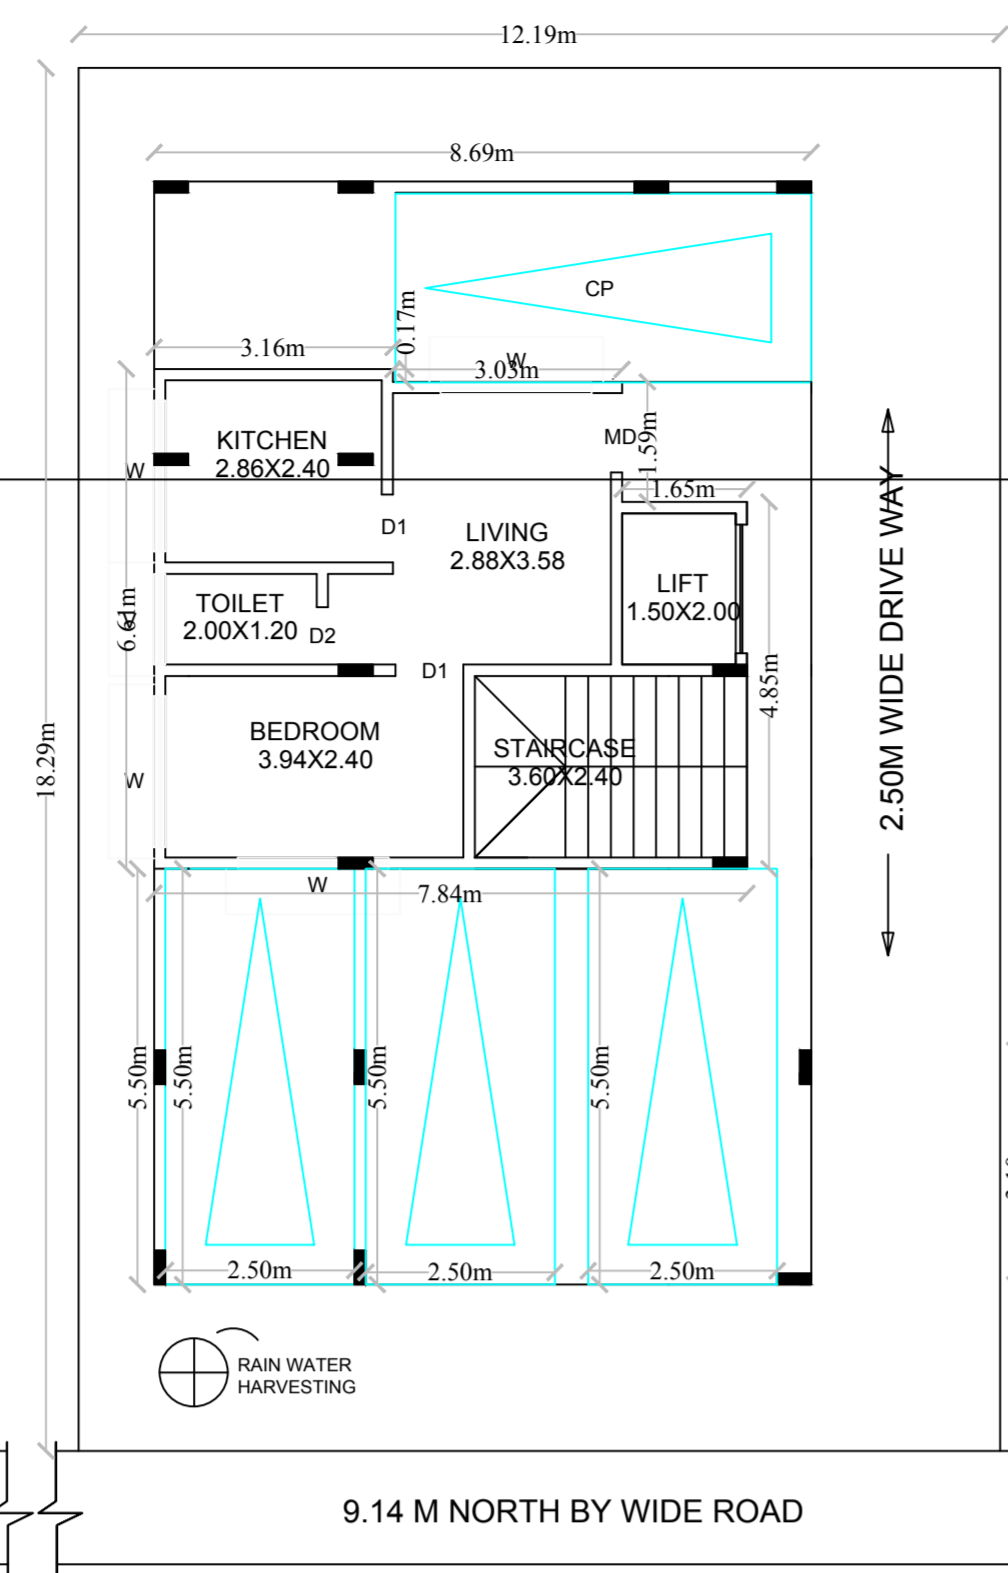 12.19m
8.69m
CP
0.17m
3.16m
W
3.03m
KITCHEN
2.86X2.40
W
MD
1.59m
1.65m
D1
LIVING
2.88X3.58
LIFT
1.50X2.00
TOILET
2.00X1.20
D2
6.61m
D1
4.85m
2.50M WIDE DRIVE WAY
BEDROOM
3.94X2.40
STAIRCASE
3.60X2.40
W
18.29m
W
7.84m
5.50m
5.50m
5.50m
5.50m
2.50m
2.50m
2.50m
RAIN WATER
HARVESTING
9.14 M NORTH BY WIDE ROAD